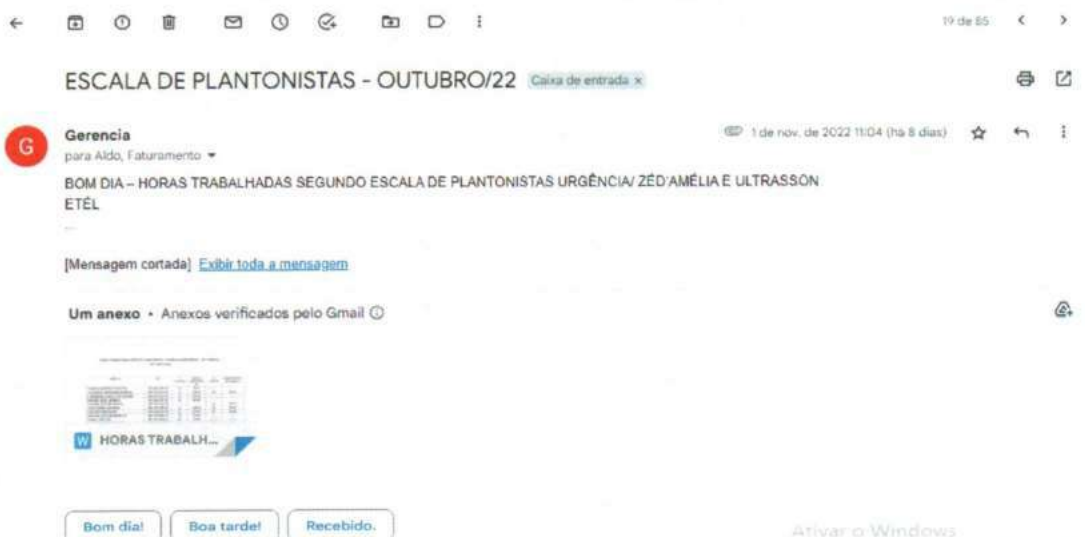 19 de 85
ESCALA DE PLANTONISTAS - OUTUBRO/22 Caixa de entrada x
G
Gerencia
1 de nov. de 2022 11:04 (há 8 dias)
para Aldo, Faturamento
BOM DIA – HORAS TRABALHADAS SEGUNDO ESCALA DE PLANTONISTAS URGÊNCIA/ ZÉD'AMÉLIA E ULTRASSON
ETÉL
...
[Mensagem cortada] Exibir toda a mensagem
Um anexo • Anexos verificados pelo Gmail
W HORAS TRABALH...
Bom dia!
Boa tarde!
Recebido.
Ativar o Windows